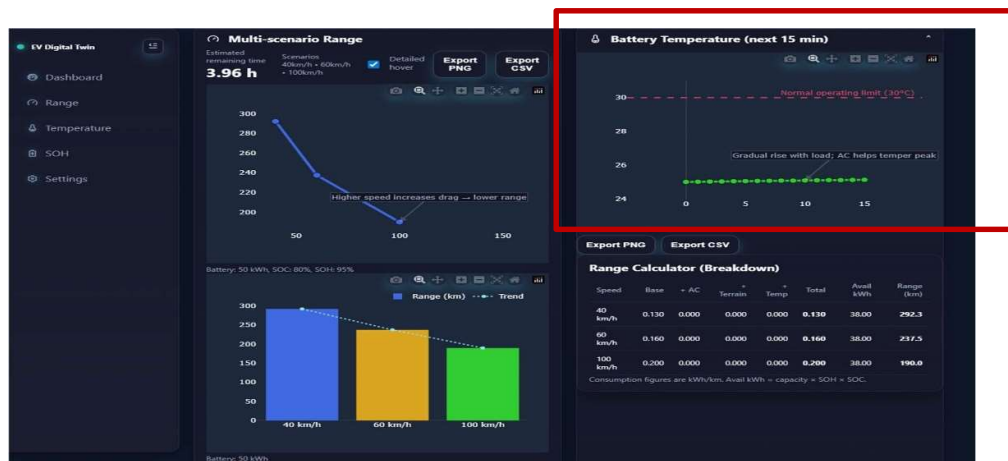 EV Digital Twin
Dashboard
Range
Temperature
SOH
Settings
Multi-scenario Range
Estimated
remaining time
3.96 h
Scenarios
40km/h • 60km/h
• 100km/h
Detailed
hover
Export
PNG
Export
CSV
300
280
260
240
220
200
Higher speed increases drag → lower range
50
100
150
Battery: 50 kWh, SOC: 80%, SOH: 95%
Range (km)
Trend
300
250
200
150
100
50
0
40 km/h
60 km/h
100 km/h
Battery: 50 kWh
Battery Temperature (next 15 min)
30
28
26
24
Normal operating limit (30°C)
Gradual rise with load; AC helps temper peak
0
5
10
15
Export PNG
Export CSV
Range Calculator (Breakdown)
Speed Base + AC + Terrain + Temp Total Avail kWh Range (km)
40 km/h 0.130 0.000 0.000 0.000 0.130 38.00 292.3
60 km/h 0.160 0.000 0.000 0.000 0.160 38.00 237.5
100 km/h 0.200 0.000 0.000 0.000 0.200 38.00 190.0
Consumption figures are kWh/km. Avail kWh = capacity × SOH × SOC.